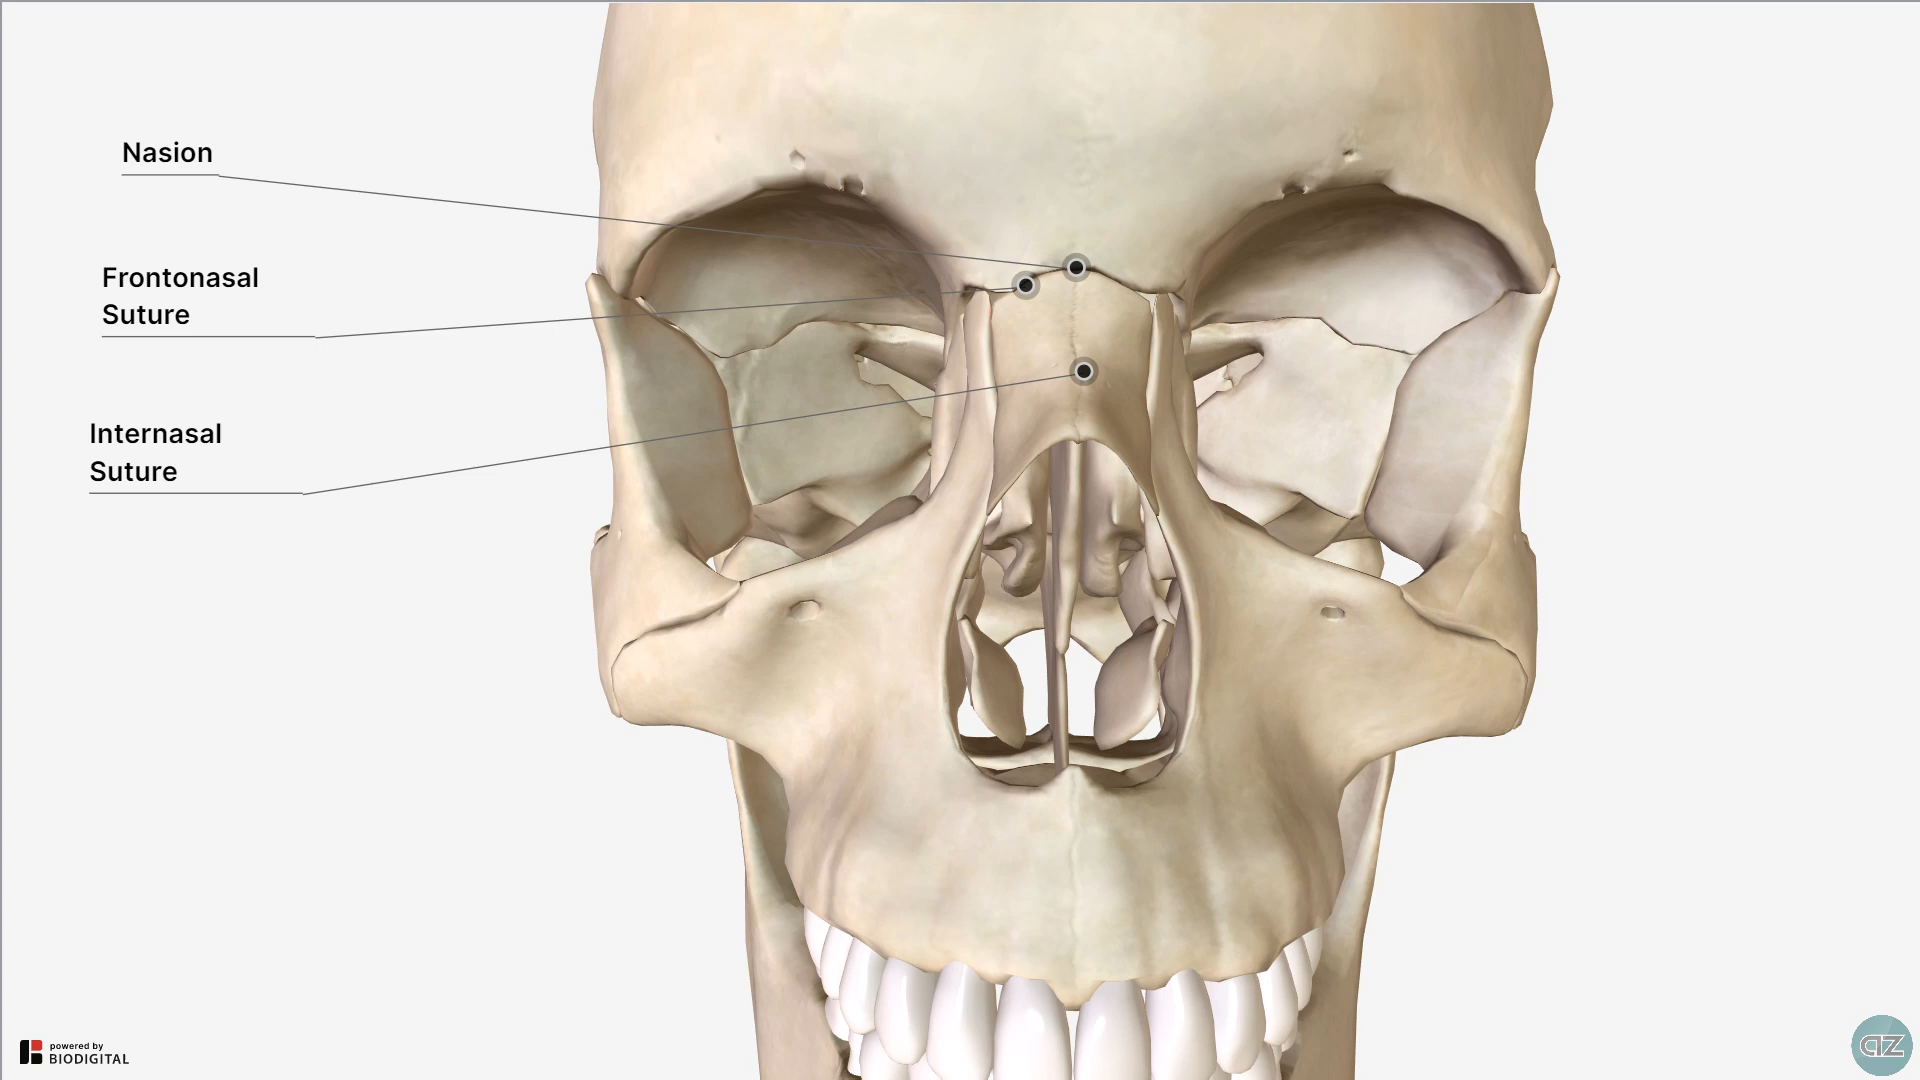 Nasion
Frontonasal
Suture
Internasal
Suture
powered by
BIODIGITAL
az